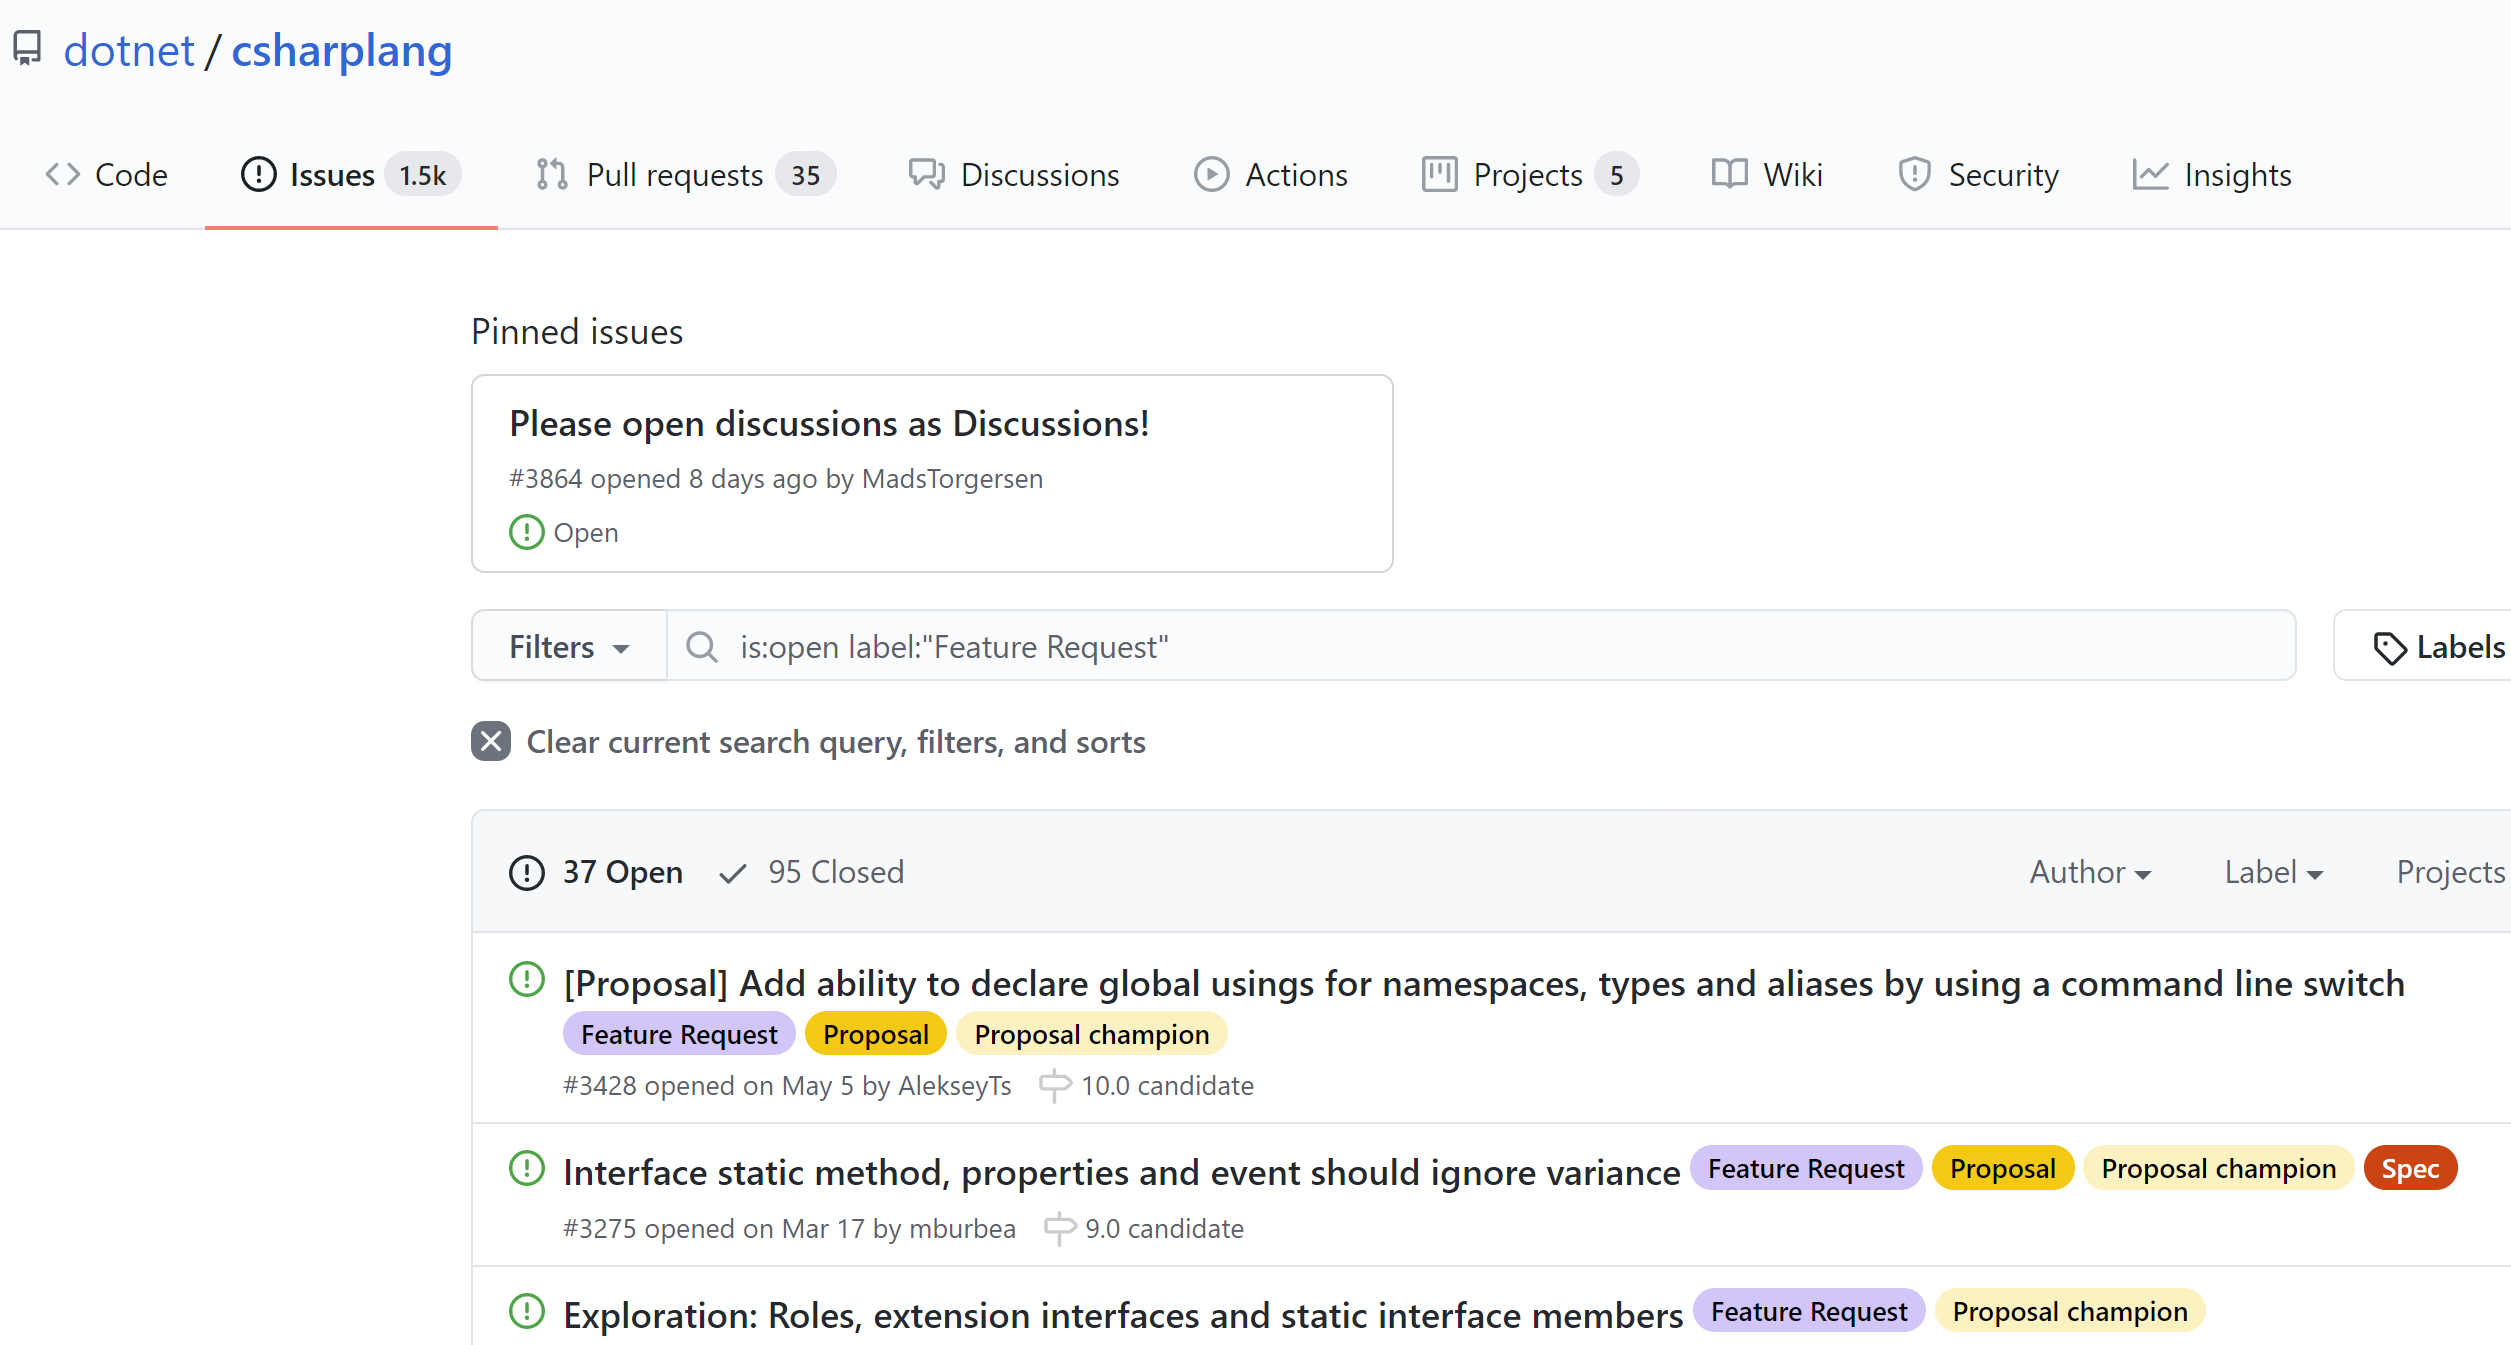 dotnet / csharplang
Code Issues 1.5k Pull requests 35 Discussions Actions Projects 5 Wiki Security Insights
Pinned issues
Please open discussions as Discussions!
#3864 opened 8 days ago by MadsTorgersen
Open
Filters is:open label:"Feature Request" Labels
Clear current search query, filters, and sorts
37 Open 95 Closed Author Label Projects
[Proposal] Add ability to declare global usings for namespaces, types and aliases by using a command line switch
Feature Request Proposal Proposal champion
#3428 opened on May 5 by AlekseyTs 10.0 candidate
Interface static method, properties and event should ignore variance Feature Request Proposal Proposal champion Spec
#3275 opened on Mar 17 by mburbea 9.0 candidate
Exploration: Roles, extension interfaces and static interface members Feature Request Proposal champion